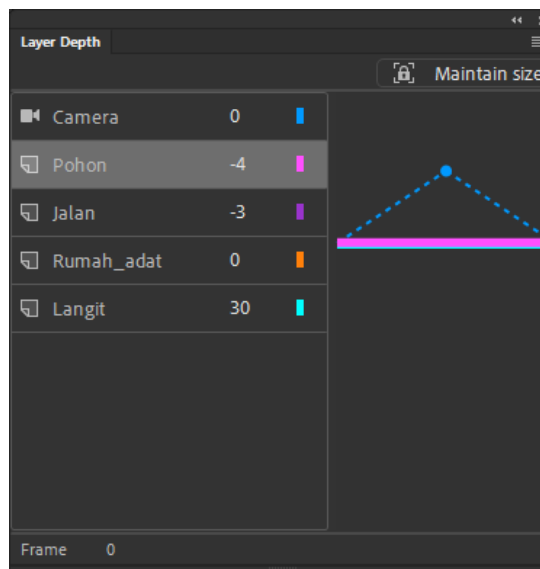 Layer Depth
Maintain size
Camera 0
Pohon -4
Jalan -3
Rumah_adat 0
Langit 30
Frame 0